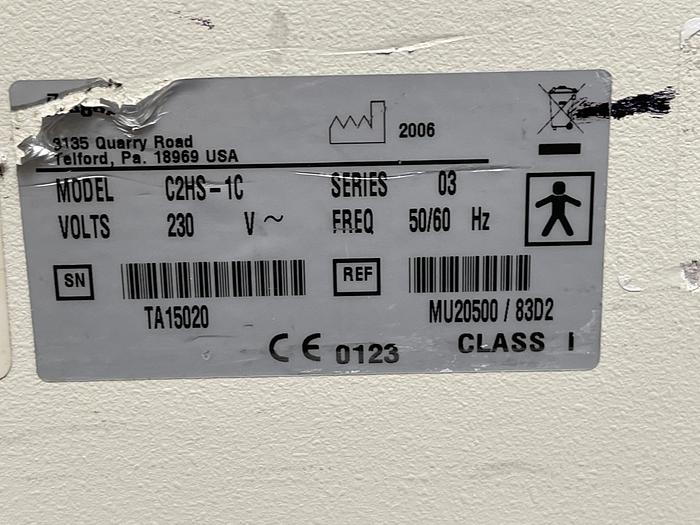 3135 Quarry Road
Telford, Pa. 18969 USA
2006
MODEL C2HS-1C SERIES 03
VOLTS 230 V~ FREQ 50/60 Hz
SN REF
TA15020 MU20500 / 83D2
CE 0123 CLASS I